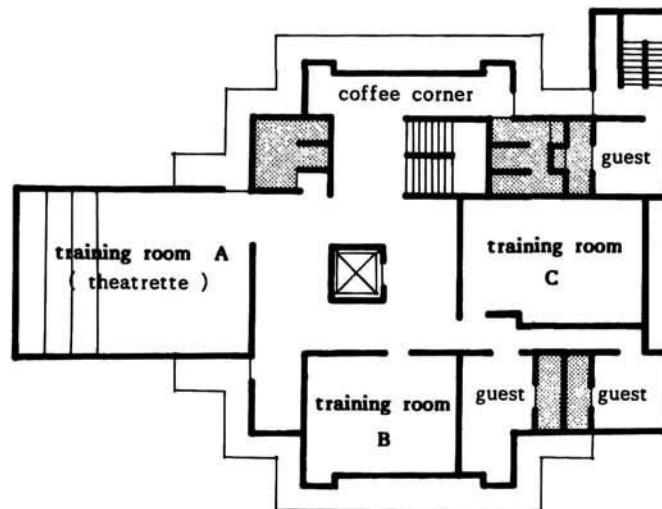 coffee corner
guest
training room A
( theatrette )
training room
C
training room
B
guest
guest